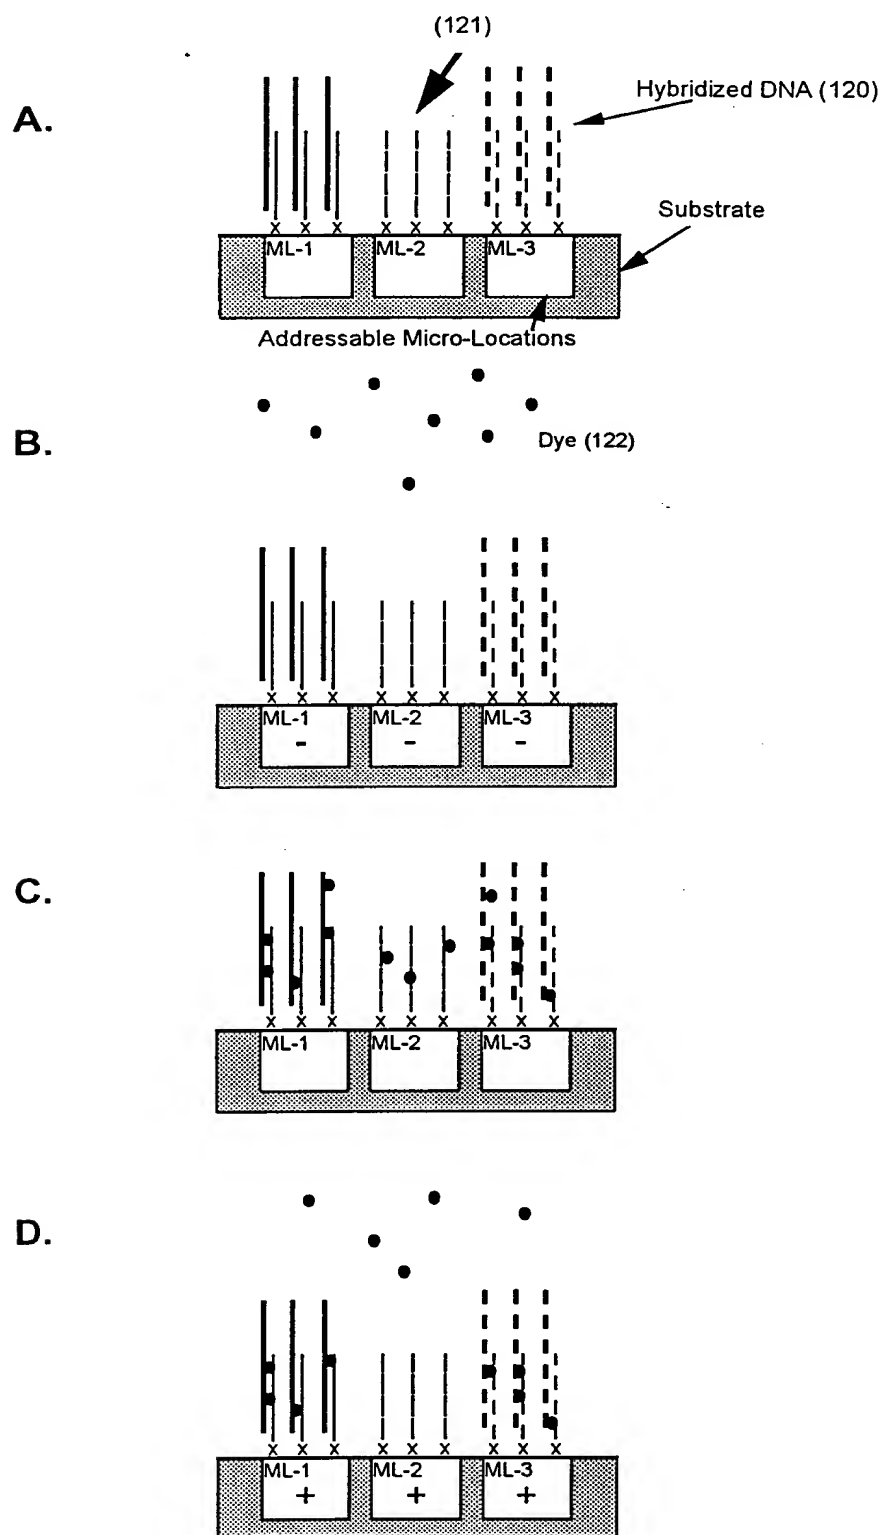 (121)
A.
Hybridized DNA (120)
Substrate
x x x x x x x x x
ML-1 ML-2 ML-3
Addressable Micro-Locations
B.
Dye (122)
x x x x x x x x x
ML-1 ML-2 ML-3
- - -
C.
x x x x x x x x x
ML-1 ML-2 ML-3
D.
x x x x x x x x x
ML-1 ML-2 ML-3
+ + +